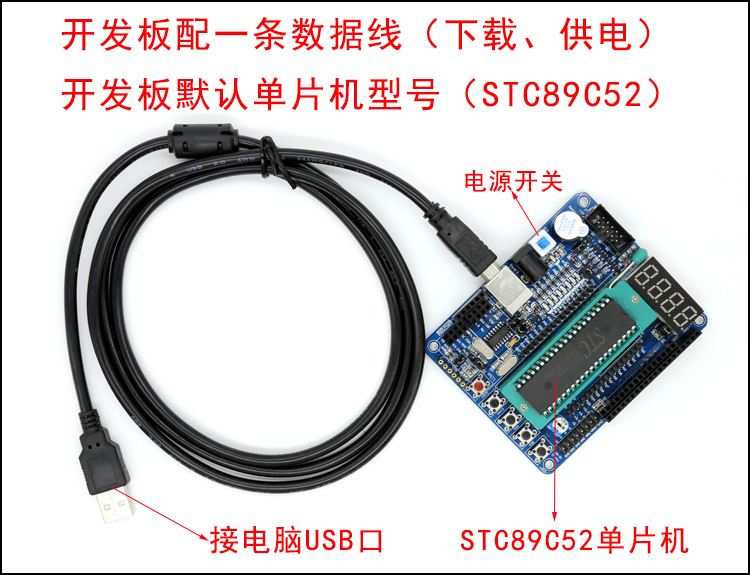 开发板配一条数据线（下载、供电）
开发板默认单片机型号（STC89C52）
电源开关
STC
接电脑USB口
STC89C52单片机